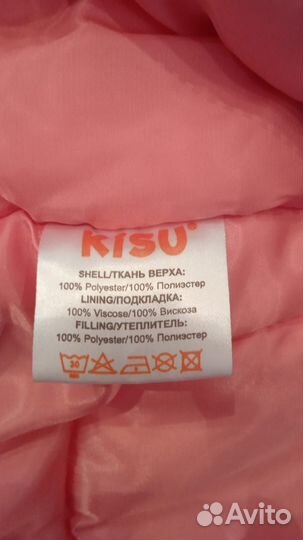 KISU
SHELL/ТКАНЬ ВЕРХА:
100% Polyester/100% Полиэстер
LINING/ПОДКЛАДКА:
100% Viscose/100% Вискоза
FILLING/УТЕПЛИТЕЛЬ:
100% Polyester/100% Полиэстер
30
Avito